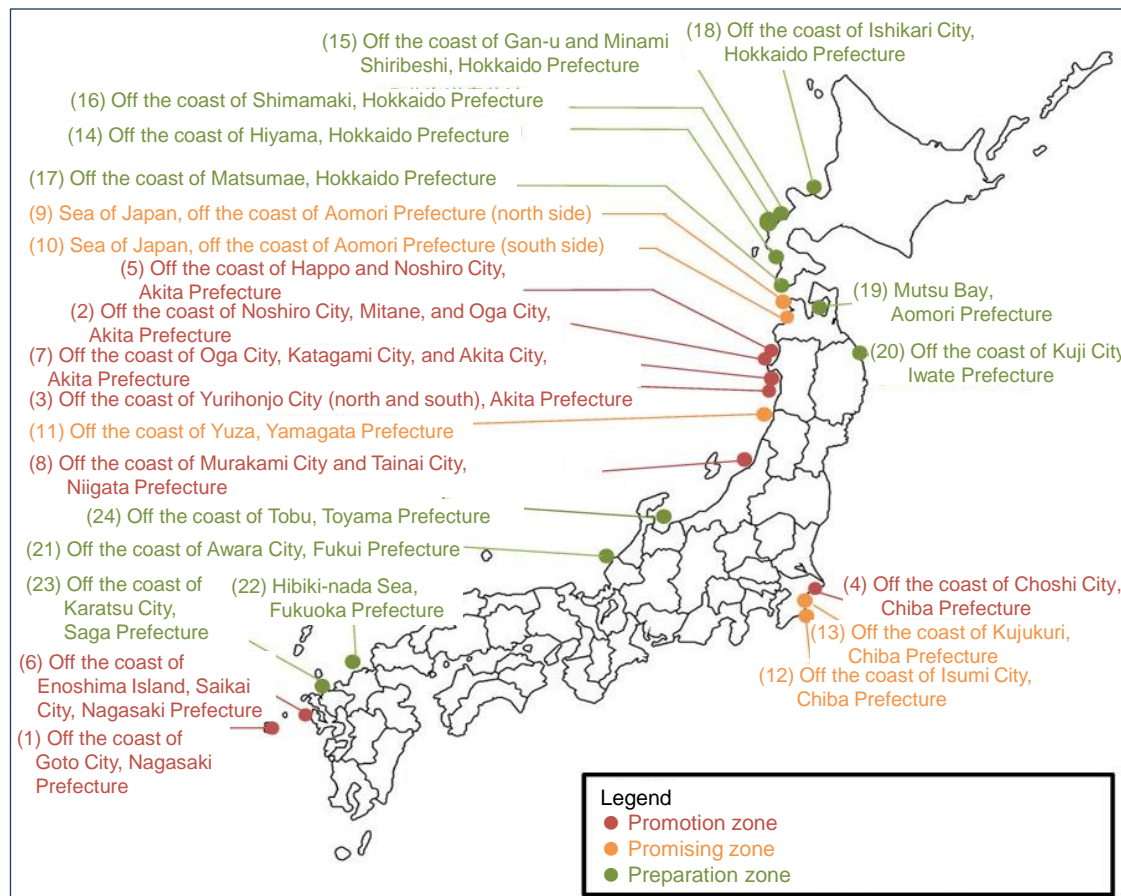 (15) Off the coast of Gan-u and Minami
Shiribeshi, Hokkaido Prefecture
(18) Off the coast of Ishikari City,
Hokkaido Prefecture
(16) Off the coast of Shimamaki, Hokkaido Prefecture
(14) Off the coast of Hiyama, Hokkaido Prefecture
(17) Off the coast of Matsumae, Hokkaido Prefecture
(9) Sea of Japan, off the coast of Aomori Prefecture (north side)
(10) Sea of Japan, off the coast of Aomori Prefecture (south side)
(5) Off the coast of Happo and Noshiro City,
Akita Prefecture
(2) Off the coast of Noshiro City, Mitane, and Oga City,
Akita Prefecture
(7) Off the coast of Oga City, Katagami City, and Akita City,
Akita Prefecture
(3) Off the coast of Yurihonjo City (north and south), Akita Prefecture
(11) Off the coast of Yuza, Yamagata Prefecture
(8) Off the coast of Murakami City and Tainai City,
Niigata Prefecture
(19) Mutsu Bay,
Aomori Prefecture
(20) Off the coast of Kuji City
Iwate Prefecture
(24) Off the coast of Tobu, Toyama Prefecture
(21) Off the coast of Awara City, Fukui Prefecture
(23) Off the coast of
Karatsu City,
Saga Prefecture
(22) Hibiki-nada Sea,
Fukuoka Prefecture
(4) Off the coast of Choshi City,
Chiba Prefecture
(13) Off the coast of Kujukuri,
Chiba Prefecture
(12) Off the coast of Isumi City,
Chiba Prefecture
(6) Off the coast of
Enoshima Island, Saikai
City, Nagasaki Prefecture
(1) Off the coast of
Goto City, Nagasaki
Prefecture
Legend
Promotion zone
Promising zone
Preparation zone